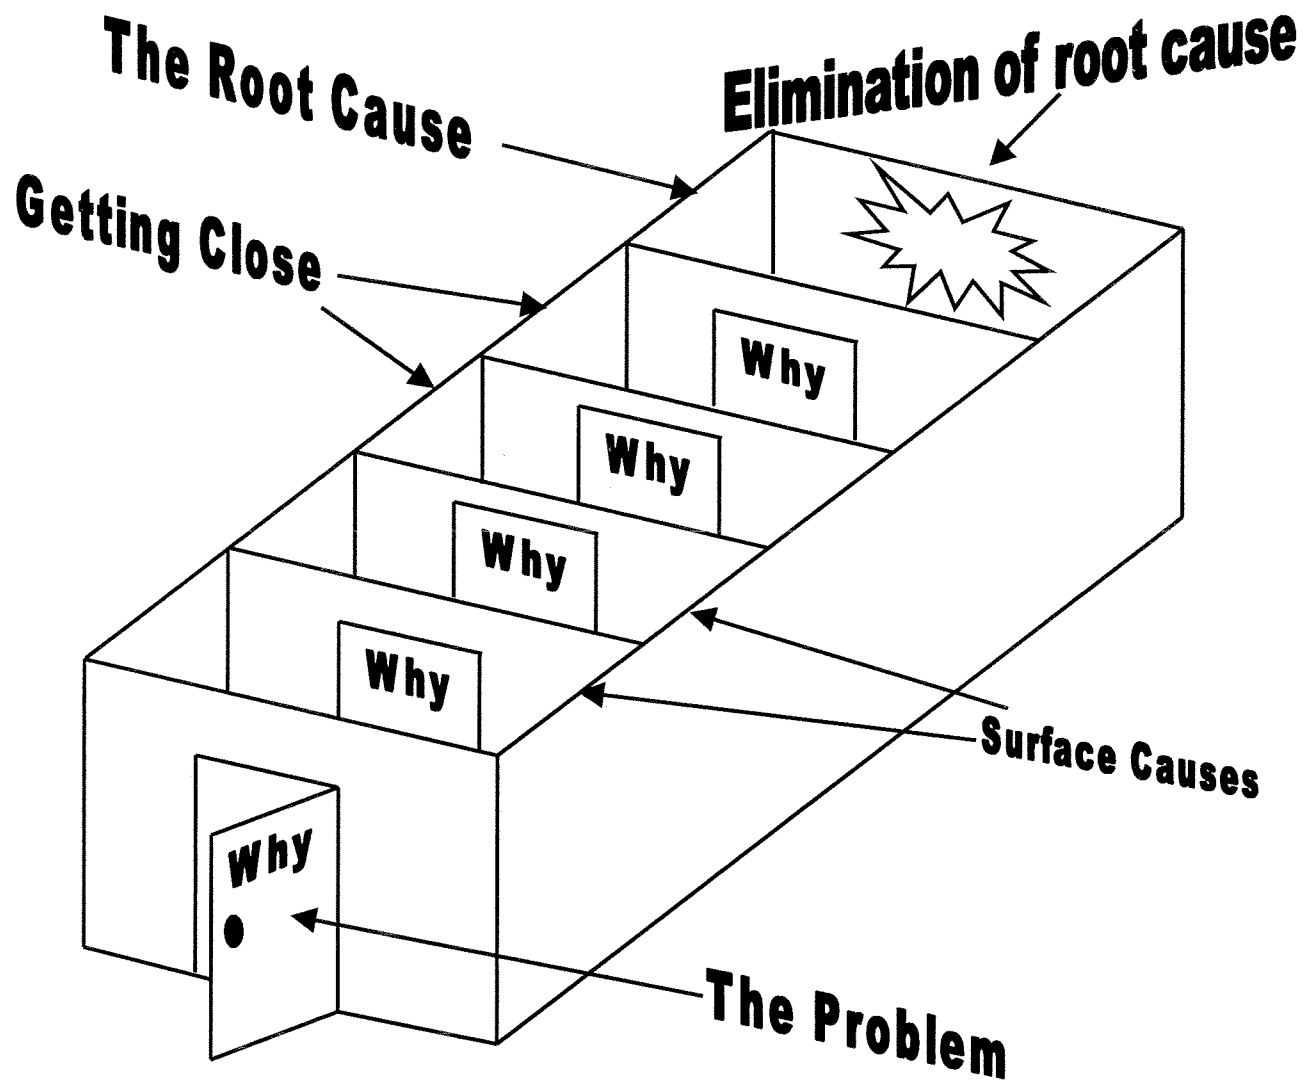 The Root Cause
Elimination of root cause
Getting Close
Why
Why
Why
Why
Surface Causes
Why
The Problem